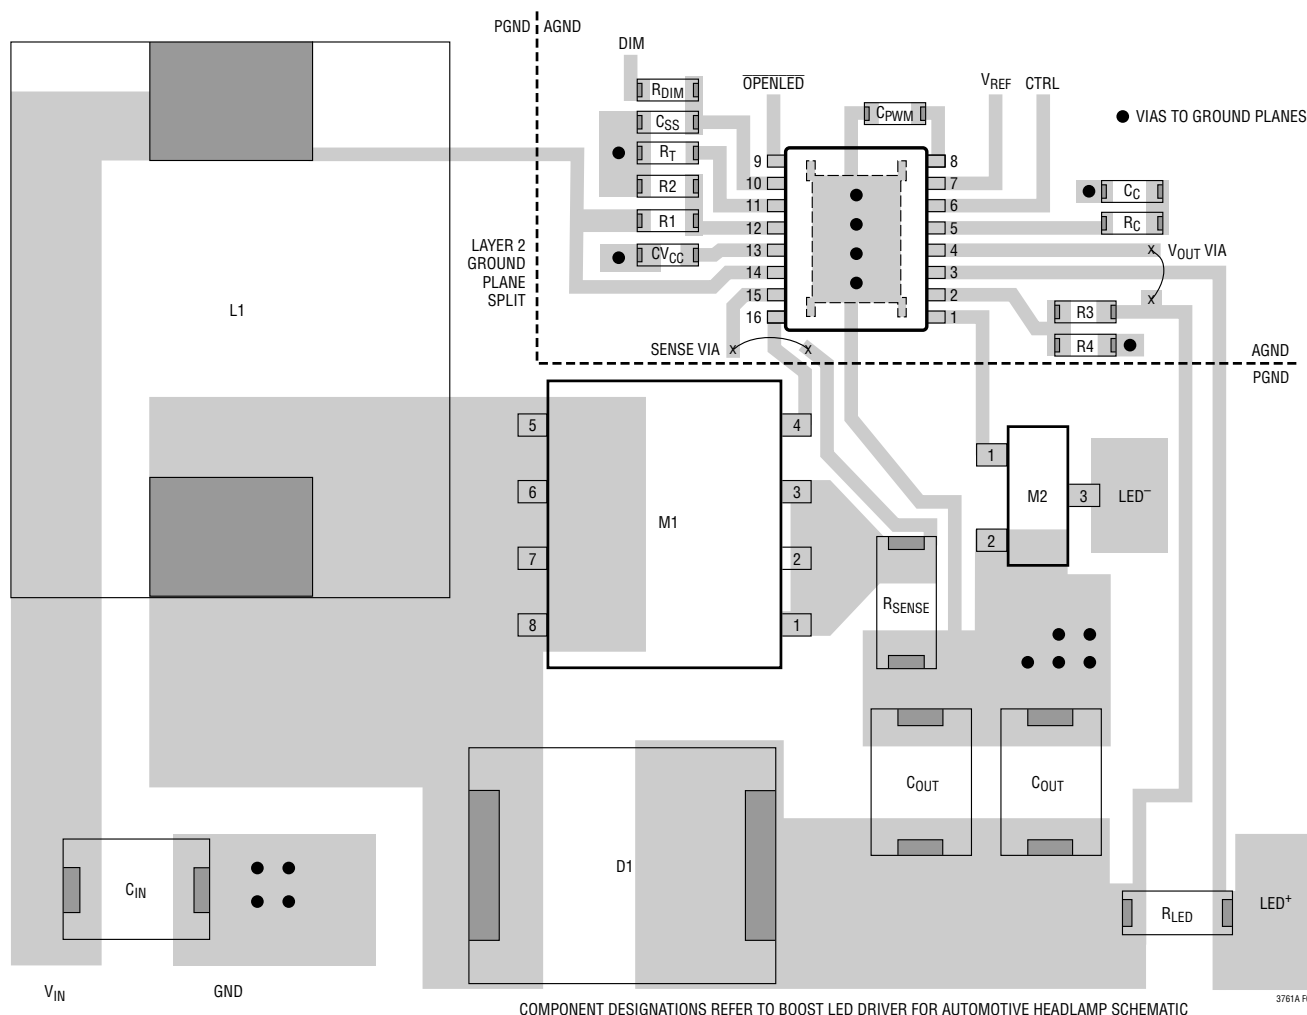 PGND AGND
DIM
OPENLED
VREF CTRL
RDIM
CPWM
CSS
● VIAS TO GROUND PLANES
RT
9 8
10 7
R2
11 6
CC
R1
12 5
RC
LAYER 2
GROUND
PLANE
SPLIT
CVCC
13 4
VOUT VIA
14 3
15 2
16 1
L1
R3
SENSE VIA
R4
AGND
PGND
5 4
6 3
M1
7 2
8 1
1
M2
3
LED–
2
RSENSE
COUT COUT
D1
CIN
RLED
LED+
VIN GND
COMPONENT DESIGNATIONS REFER TO BOOST LED DRIVER FOR AUTOMOTIVE HEADLAMP SCHEMATIC